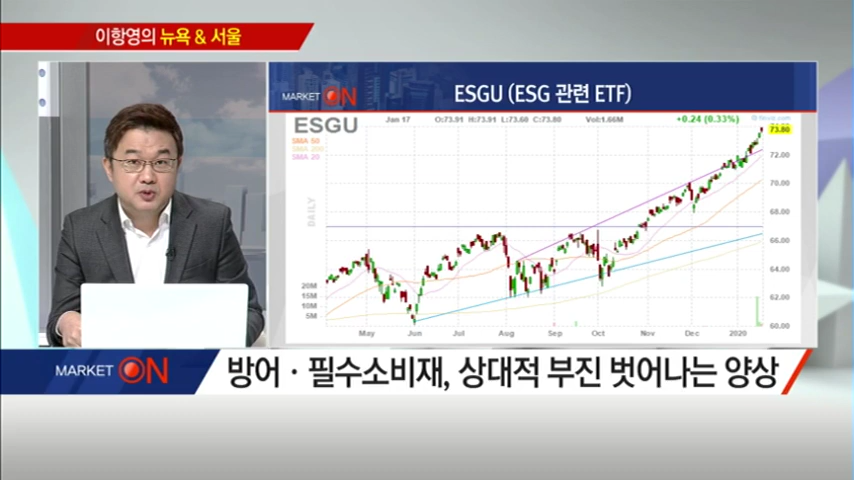 이항영의 뉴욕 & 서울
MARKET ON
ESGU (ESG 관련 ETF)
ESGU
Jan 17 O:73.91 H:73.91 L:73.60 C:73.80 Vol:1.66M +0.24 (0.33%)
SMA 50
SMA 200
SMA 20
DAILY
73.80
72.00
70.00
68.00
66.00
64.00
62.00
60.00
20M
15M
10M
5M
May Jun Jul Aug Sep Oct Nov Dec 2020
MARKET ON
방어 · 필수소비재, 상대적 부진 벗어나는 양상